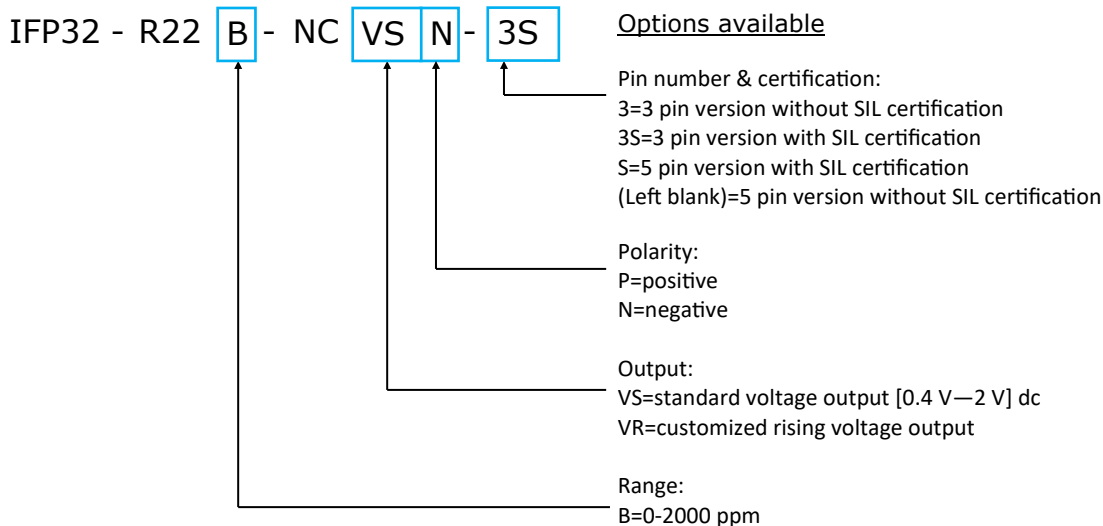 IFP32 - R22 B - NC VS N - 3S
Options available
Pin number & certification:
3=3 pin version without SIL certification
3S=3 pin version with SIL certification
S=5 pin version with SIL certification
(Left blank)=5 pin version without SIL certification
Polarity:
P=positive
N=negative
Output:
VS=standard voltage output [0.4 V—2 V] dc
VR=customized rising voltage output
Range:
B=0-2000 ppm